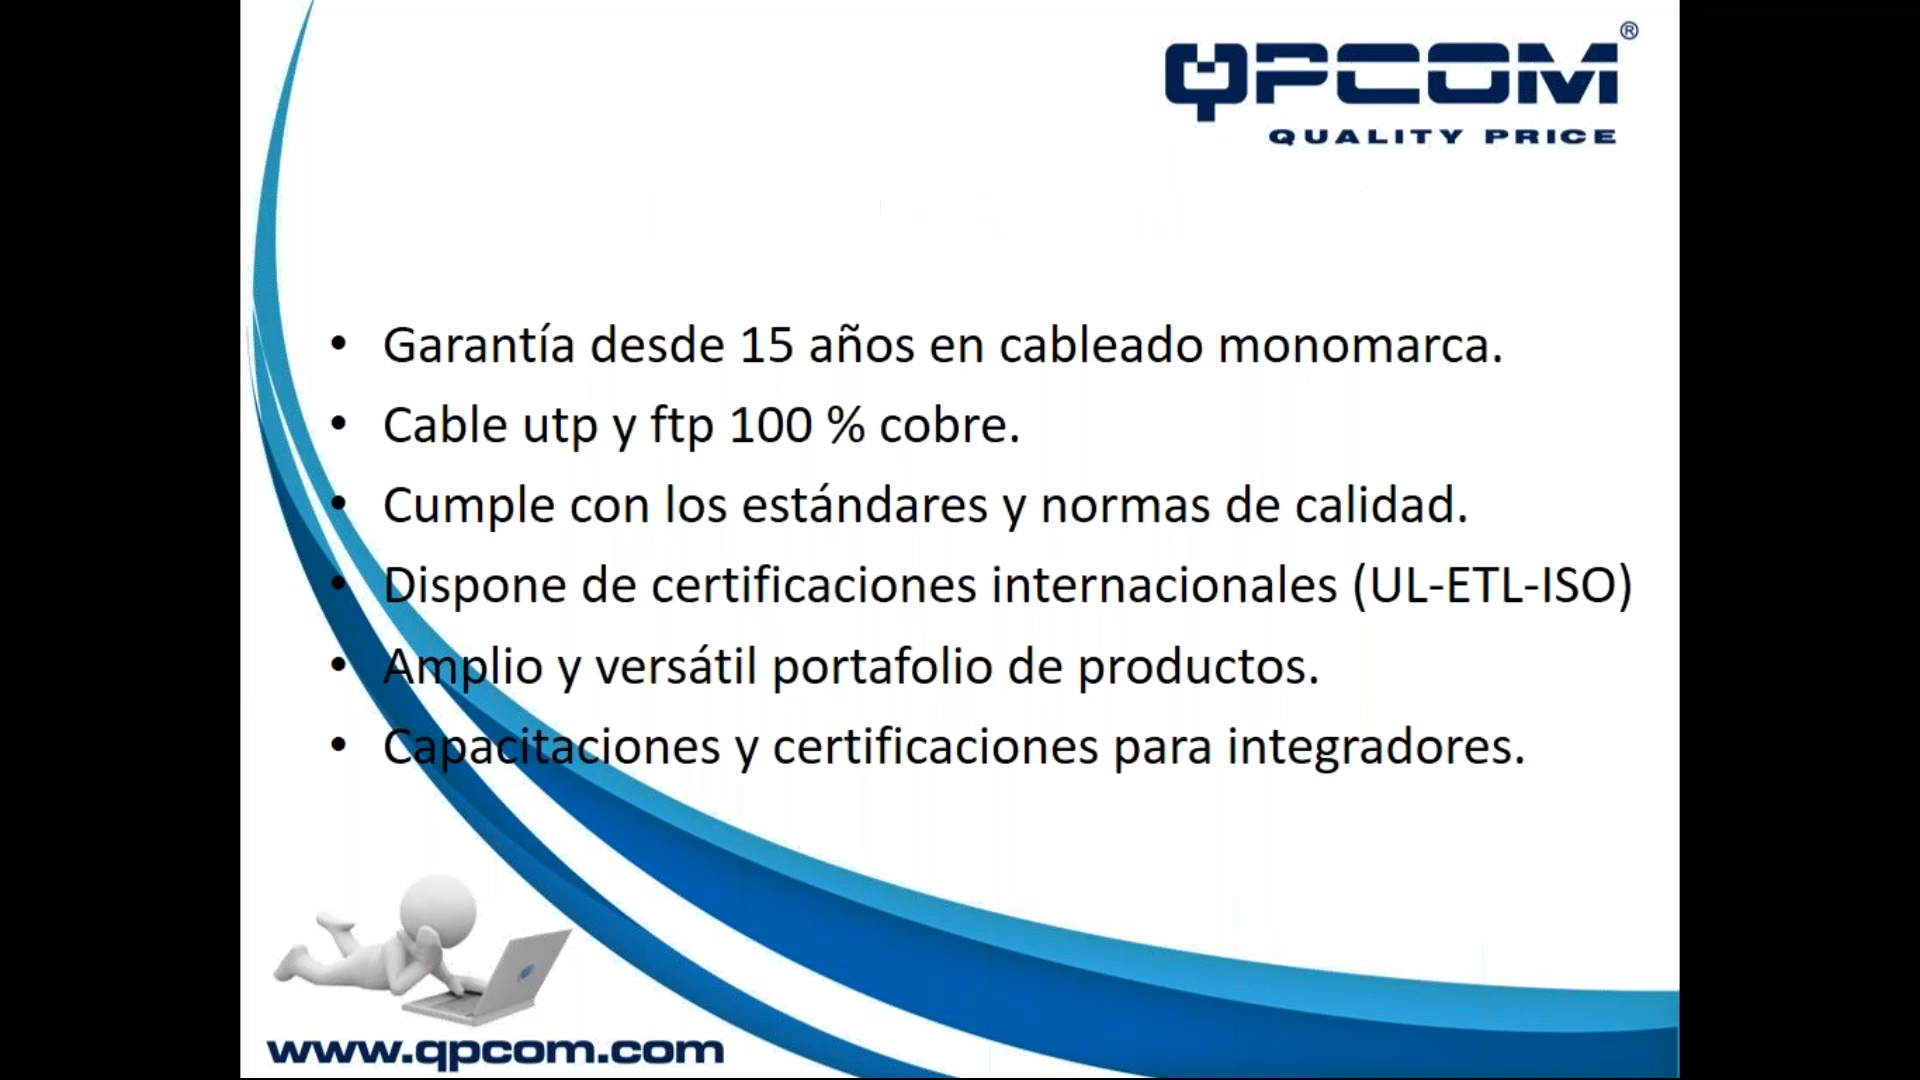 QPCOM®
QUALITY PRICE
• Garantía desde 15 años en cableado monomarca.
• Cable utp y ftp 100 % cobre.
• Cumple con los estándares y normas de calidad.
• Dispone de certificaciones internacionales (UL-ETL-ISO)
• Amplio y versátil portafolio de productos.
• Capacitaciones y certificaciones para integradores.
www.qpcom.com